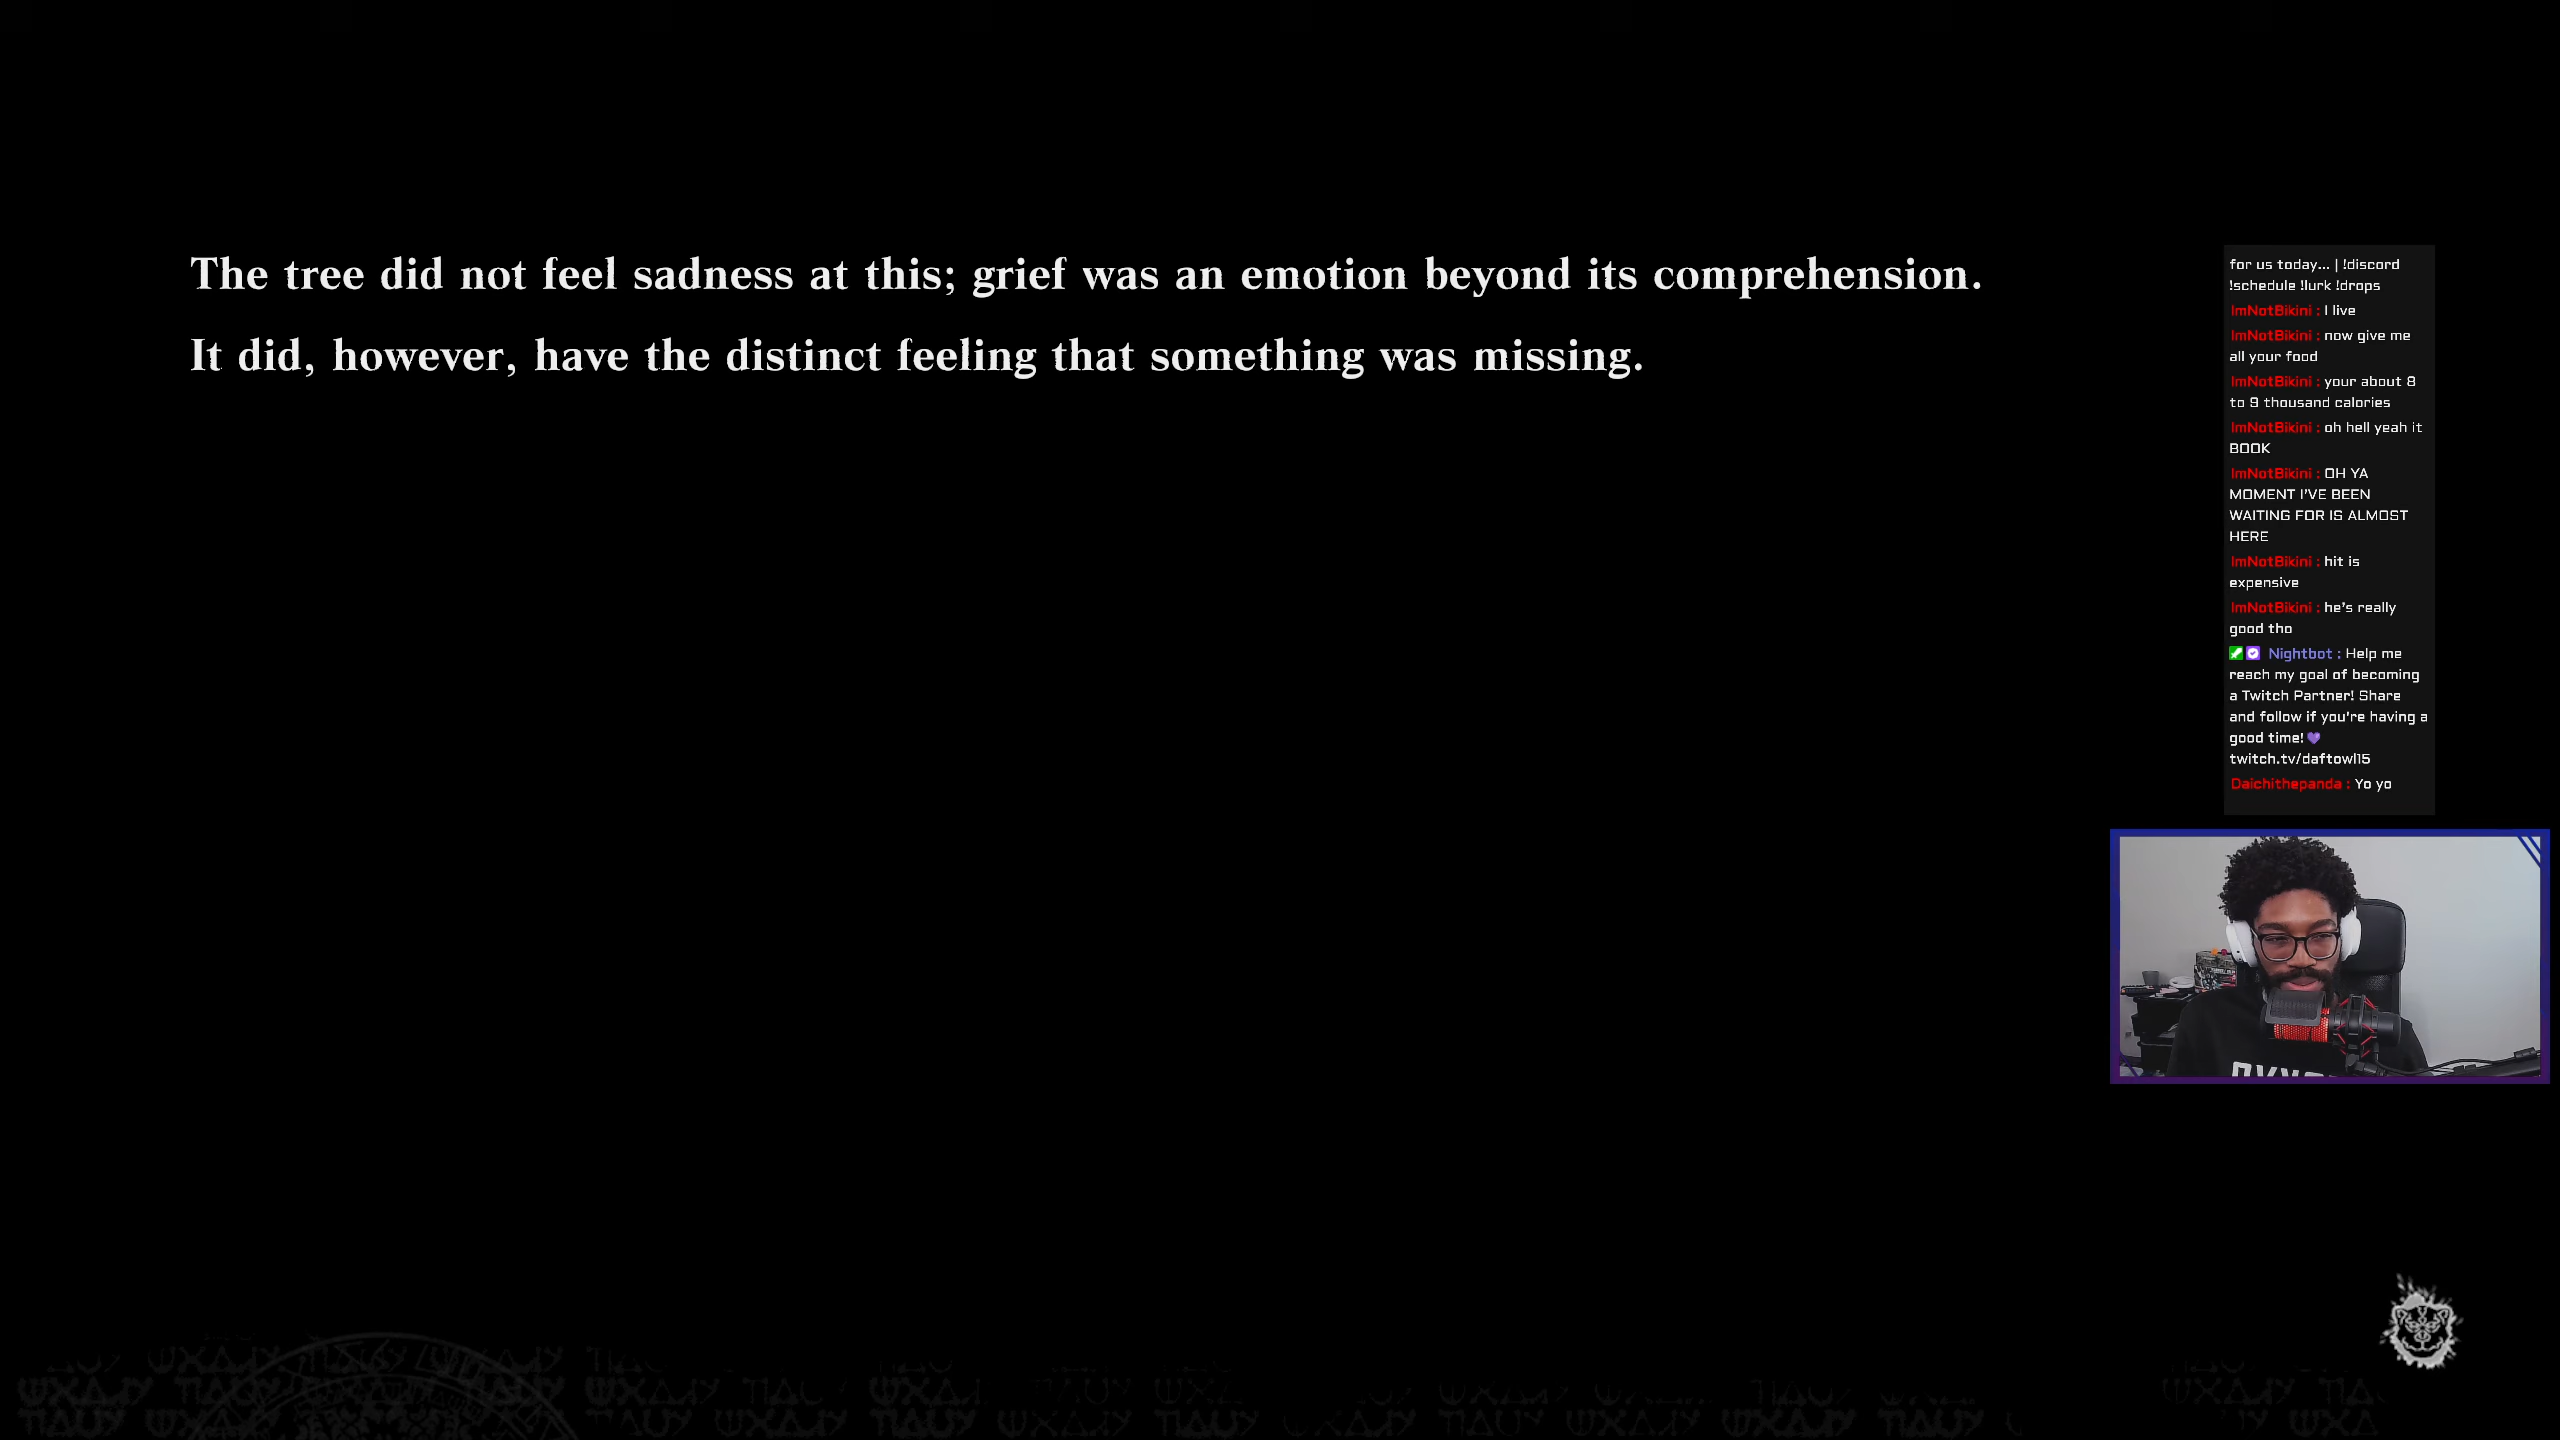 The tree did not feel sadness at this; grief was an emotion beyond its comprehension.
It did, however, have the distinct feeling that something was missing.
for us today... | !discord
!schedule !lurk !drops
ImNotBikini : I live
ImNotBikini : now give me
all your food
ImNotBikini : your about 8
to 9 thousand calories
ImNotBikini : oh hell yeah it
BOOK
ImNotBikini : OH YA
MOMENT I'VE BEEN
WAITING FOR IS ALMOST
HERE
ImNotBikini : hit is
expensive
ImNotBikini : he's really
good tho
Nightbot : Help me
reach my goal of becoming
a Twitch Partner! Share
and follow if you're having a
good time! 💜
twitch.tv/daftowl15
Daichithepanda : Yo yo